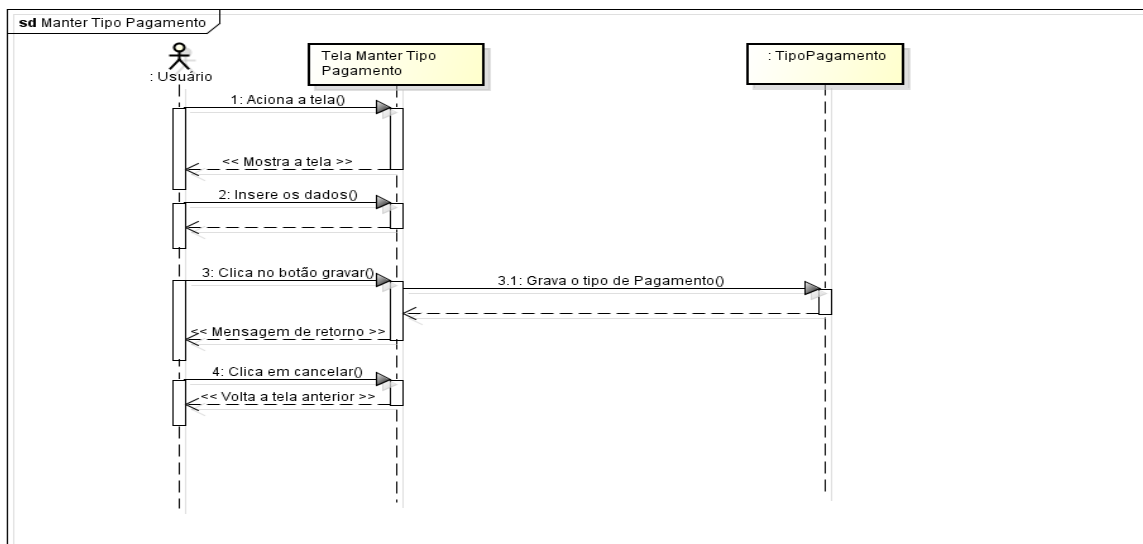 sd Manter Tipo Pagamento
: Usuário
Tela Manter Tipo
Pagamento
: TipoPagamento
1: Aciona a tela()
<< Mostra a tela >>
2: Insere os dados()
3: Clica no botão gravar()
3.1: Grava o tipo de Pagamento()
<< Mensagem de retorno >>
4: Clica em cancelar()
<< Volta a tela anterior >>